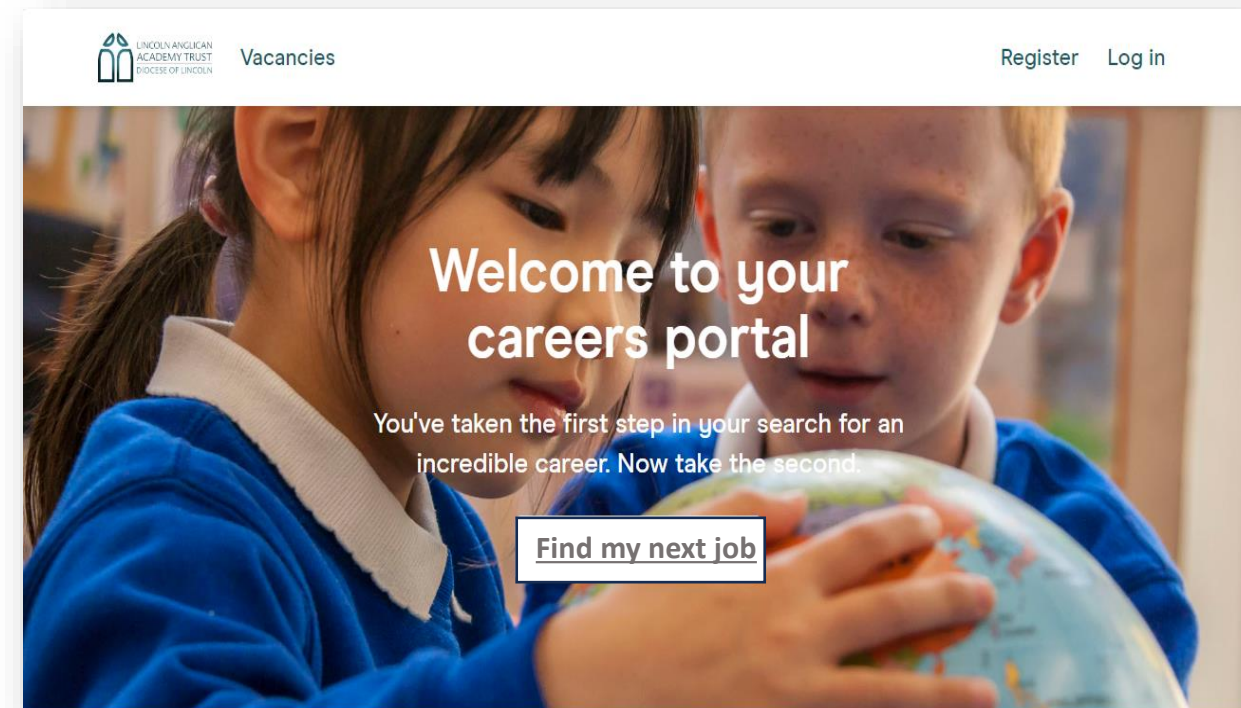 LINCOLN ANGLICAN
ACADEMY TRUST
DIOCESE OF LINCOLN
Vacancies
Register
Log in
Welcome to your
careers portal
You've taken the first step in your search for an
incredible career. Now take the second.
Find my next job